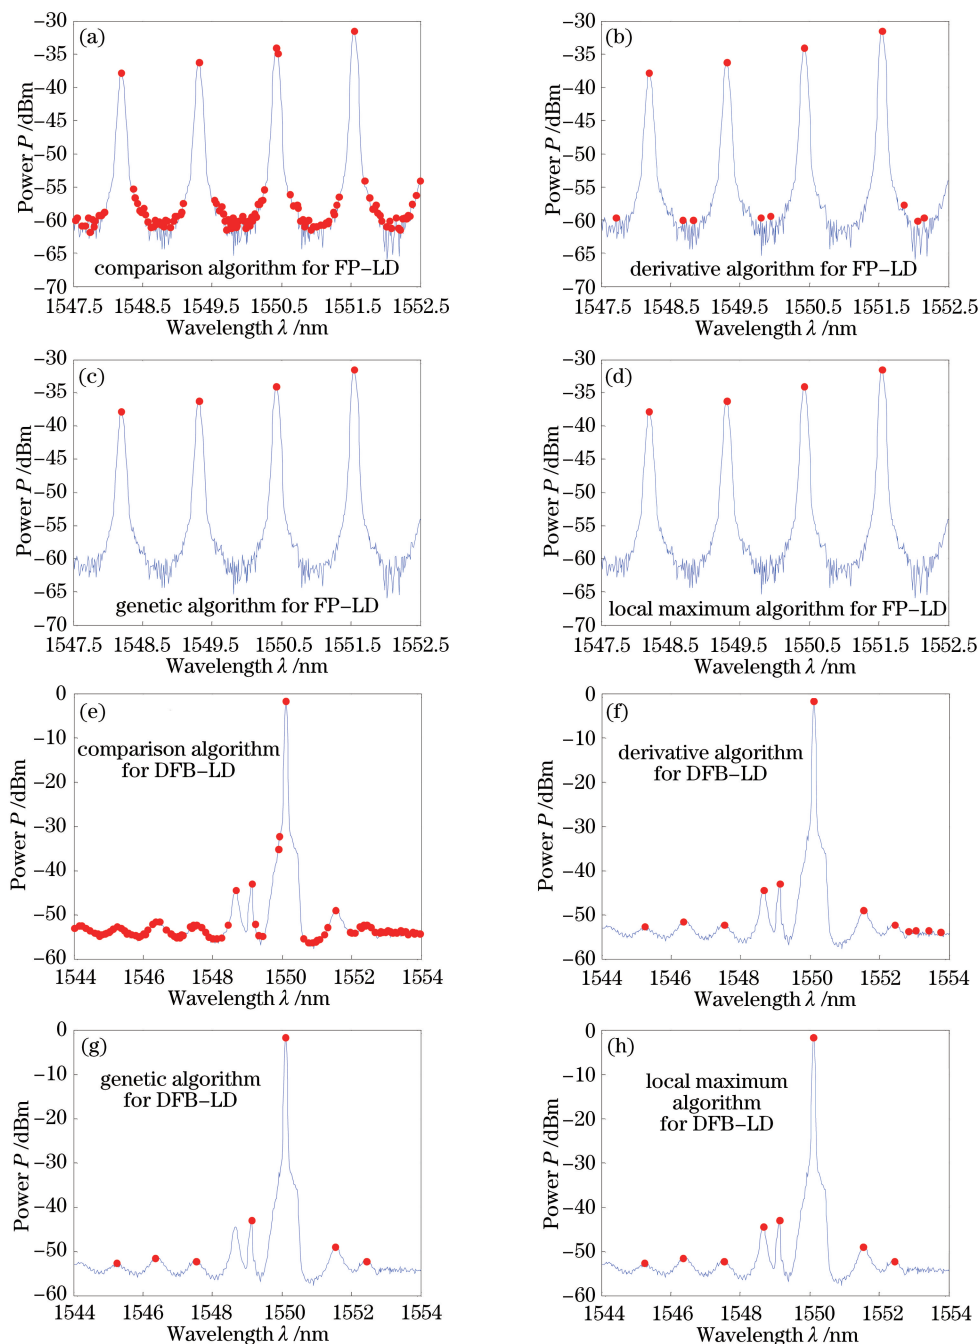 (a)
−30
−35
−40
−45
−50
−55
−60
−65
−70
Power P /dBm
comparison algorithm for FP−LD
1547.5 1548.5 1549.5 1550.5 1551.5 1552.5
Wavelength λ /nm
(b)
−30
−35
−40
−45
−50
−55
−60
−65
−70
Power P /dBm
derivative algorithm for FP−LD
1547.5 1548.5 1549.5 1550.5 1551.5 1552.5
Wavelength λ /nm
(c)
−30
−35
−40
−45
−50
−55
−60
−65
−70
Power P /dBm
genetic algorithm for FP−LD
1547.5 1548.5 1549.5 1550.5 1551.5 1552.5
Wavelength λ /nm
(d)
−30
−35
−40
−45
−50
−55
−60
−65
−70
Power P /dBm
local maximum algorithm for FP−LD
1547.5 1548.5 1549.5 1550.5 1551.5 1552.5
Wavelength λ /nm
(e)
0
−10
−20
−30
−40
−50
−60
Power P /dBm
comparison algorithm
for DFB−LD
1544 1546 1548 1550 1552 1554
Wavelength λ /nm
(f)
0
−10
−20
−30
−40
−50
−60
Power P /dBm
derivative algorithm
for DFB−LD
1544 1546 1548 1550 1552 1554
Wavelength λ /nm
(g)
0
−10
−20
−30
−40
−50
−60
Power P /dBm
genetic algorithm
for DFB−LD
1544 1546 1548 1550 1552 1554
Wavelength λ /nm
(h)
0
−10
−20
−30
−40
−50
−60
Power P /dBm
local maximum
algorithm
for DFB−LD
1544 1546 1548 1550 1552 1554
Wavelength λ /nm